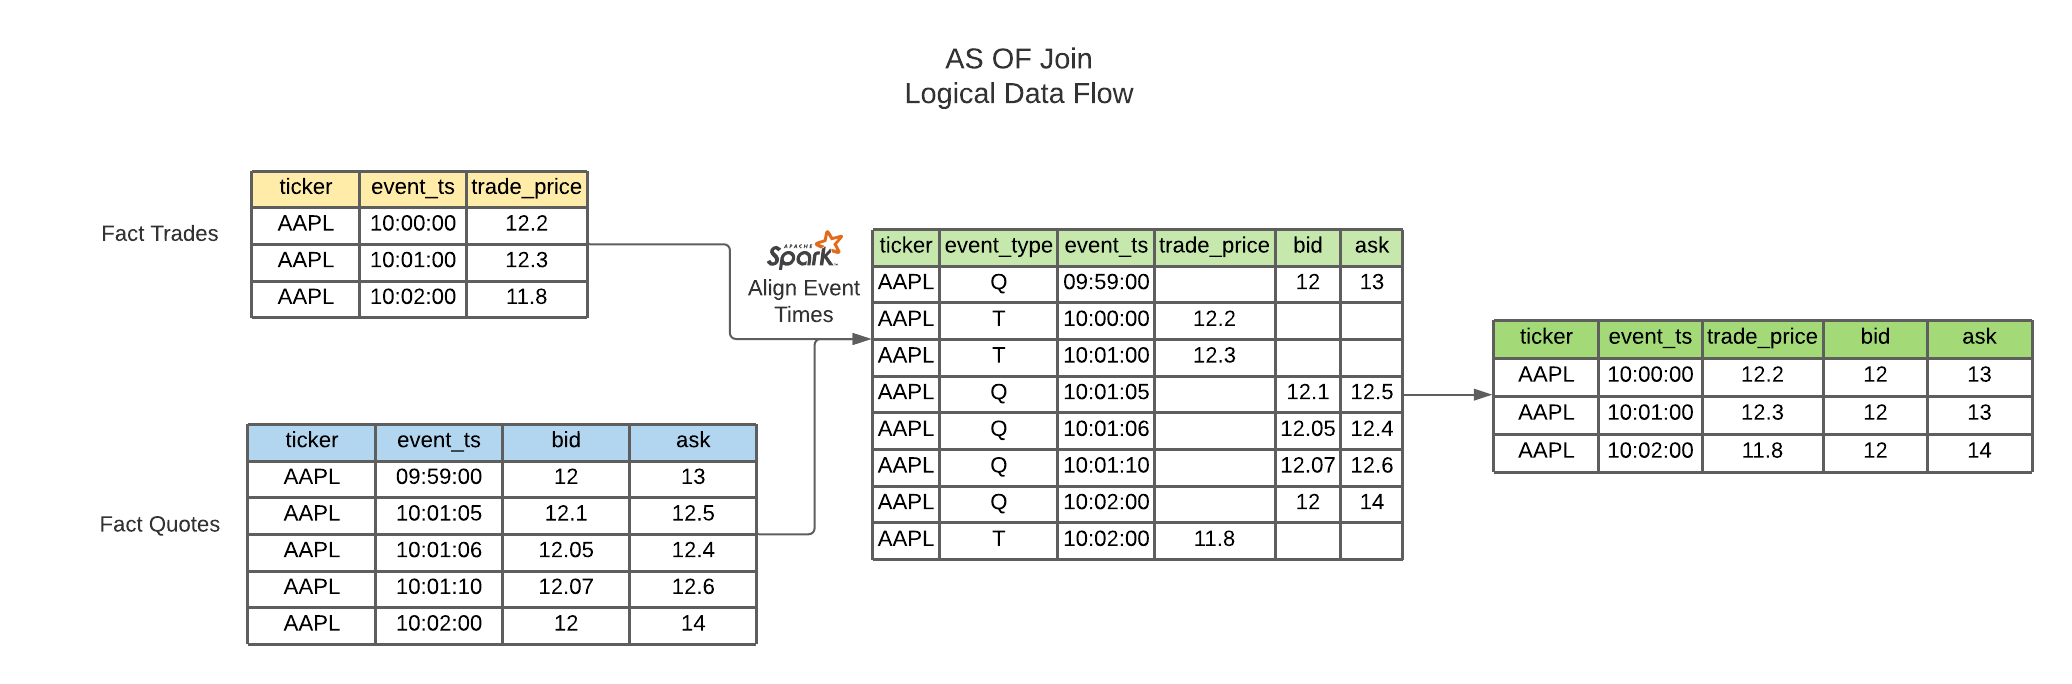 AS OF Join
Logical Data Flow
Fact Trades
ticker event_ts trade_price
AAPL 10:00:00 12.2
AAPL 10:01:00 12.3
AAPL 10:02:00 11.8
Fact Quotes
ticker event_ts bid ask
AAPL 09:59:00 12 13
AAPL 10:01:05 12.1 12.5
AAPL 10:01:06 12.05 12.4
AAPL 10:01:10 12.07 12.6
AAPL 10:02:00 12 14
APACHE
Spark
Align Event
Times
ticker event_type event_ts trade_price bid ask
AAPL Q 09:59:00 12 13
AAPL T 10:00:00 12.2
AAPL T 10:01:00 12.3
AAPL Q 10:01:05 12.1 12.5
AAPL Q 10:01:06 12.05 12.4
AAPL Q 10:01:10 12.07 12.6
AAPL Q 10:02:00 12 14
AAPL T 10:02:00 11.8
ticker event_ts trade_price bid ask
AAPL 10:00:00 12.2 12 13
AAPL 10:01:00 12.3 12 13
AAPL 10:02:00 11.8 12 14